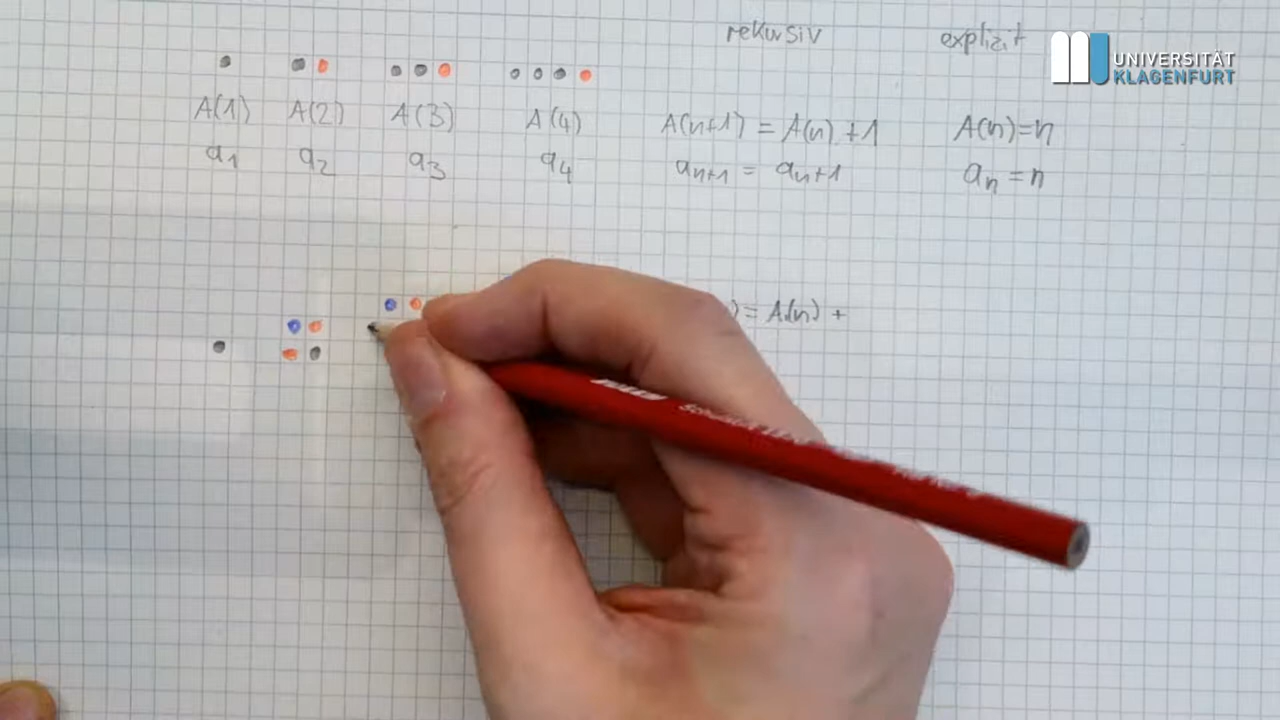 rekursiv explizit
UNIVERSITÄT
KLAGENFURT
A(1) A(2) A(3) A(4) A(n+1) = A(n) +1 A(n)=n
a₁ a₂ a₃ a₄ aₙ₊₁ = aₙ+1 aₙ = n
) = A(n) +